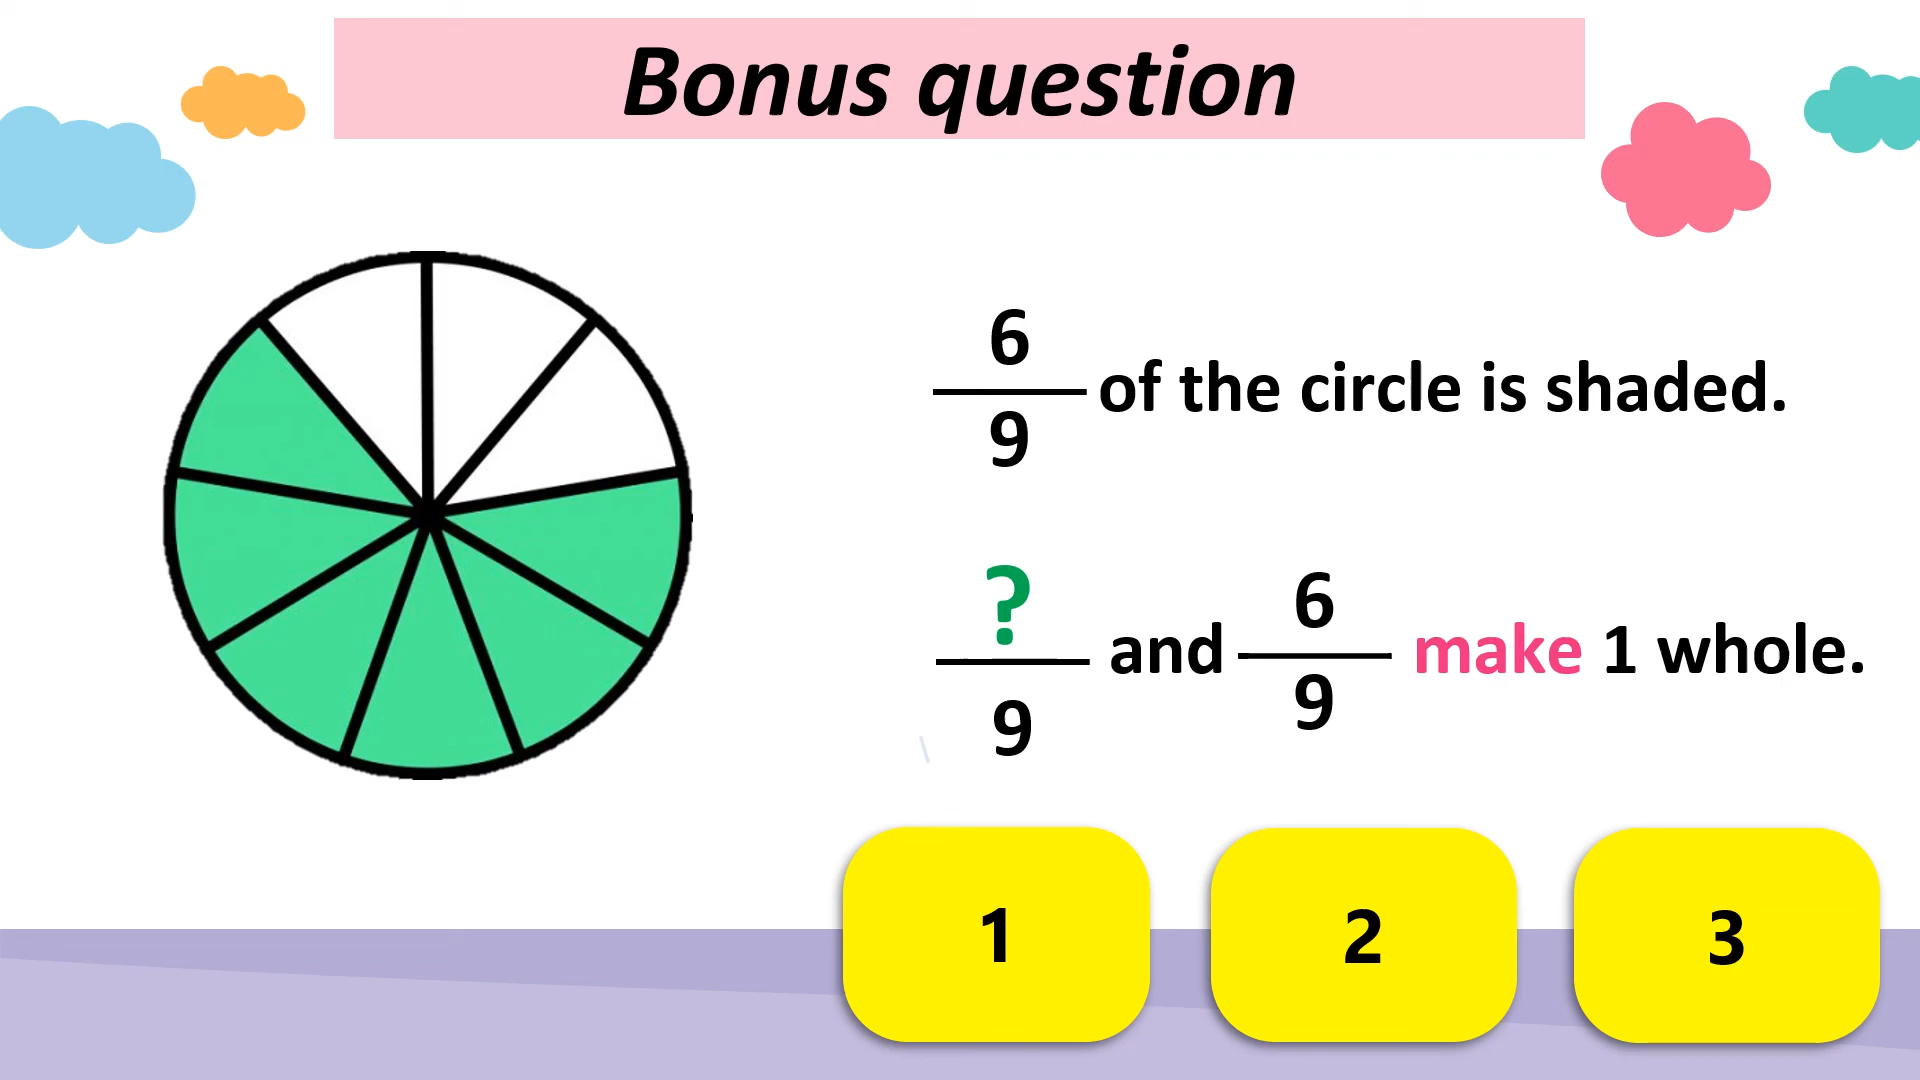 Bonus question
6
9
of the circle is shaded.
?
9
and
6
9
make 1 whole.
1
2
3